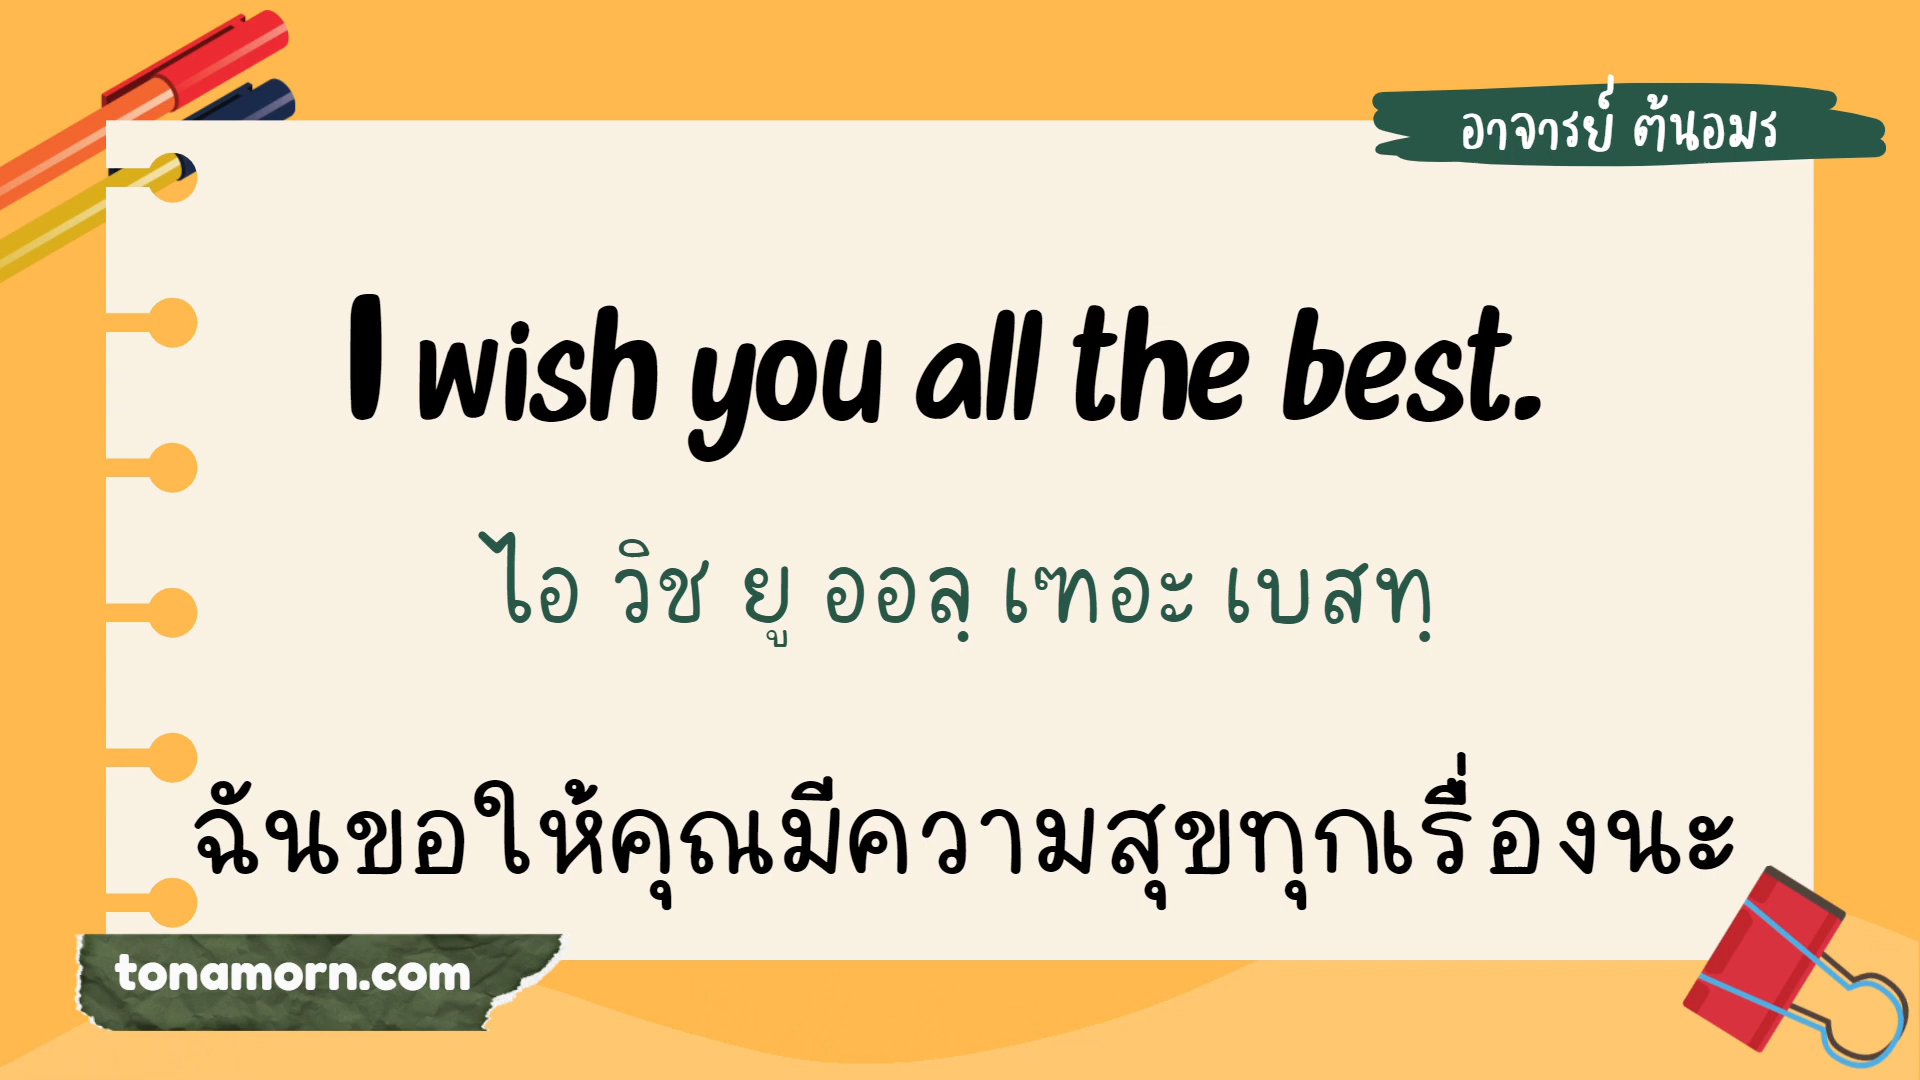 อาจารย์ ต้นอมร
I wish you all the best.
ไอ วิช ยู ออลฺ เฑอะ เบสทฺ
ฉันขอให้คุณมีความสุขทุกเรื่องนะ
tonamorn.com